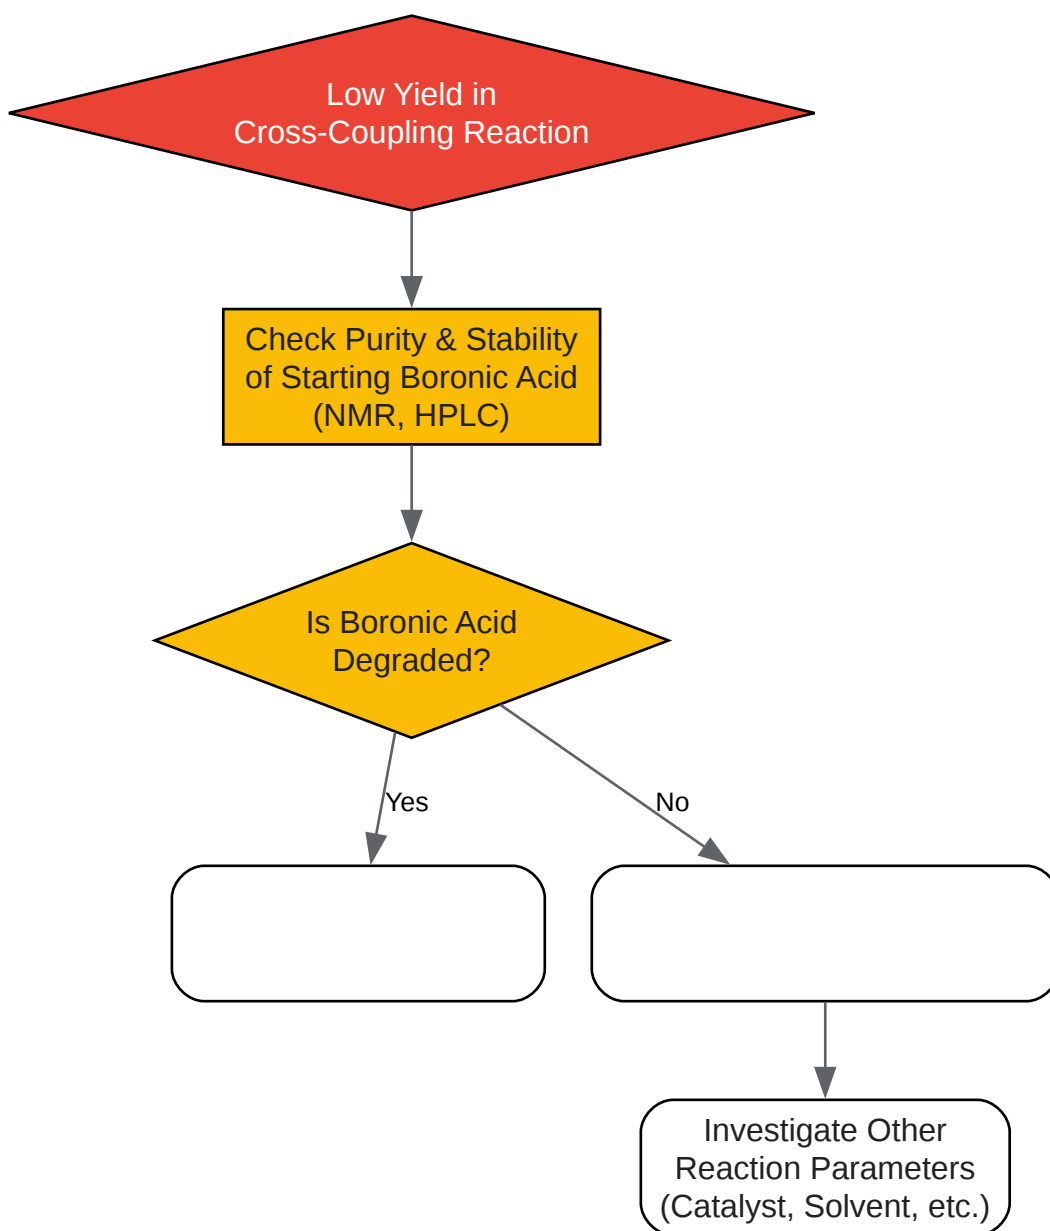 Low Yield in
Cross-Coupling Reaction
Check Purity & Stability
of Starting Boronic Acid
(NMR, HPLC)
Is Boronic Acid
Degraded?
Yes
No
Investigate Other
Reaction Parameters
(Catalyst, Solvent, etc.)